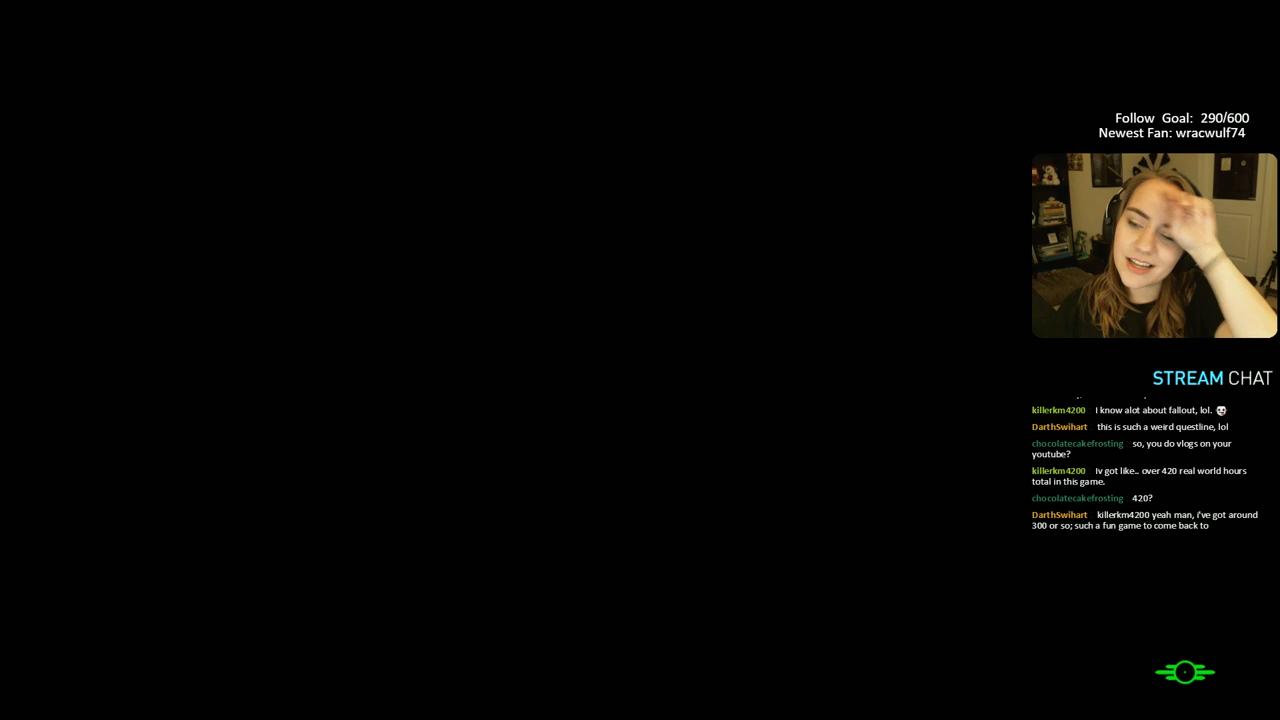 Follow Goal: 290/600
Newest Fan: wracwulf74
STREAM CHAT
killerkm4200 I know alot about fallout, lol.
DarthSwihart this is such a weird questline, lol
chocolatecakefrosting so, you do vlogs on your
youtube?
killerkm4200 Iv got like.. over 420 real world hours
total in this game.
chocolatecakefrosting 420?
DarthSwihart killerkm4200 yeah man, i've got around
300 or so; such a fun game to come back to